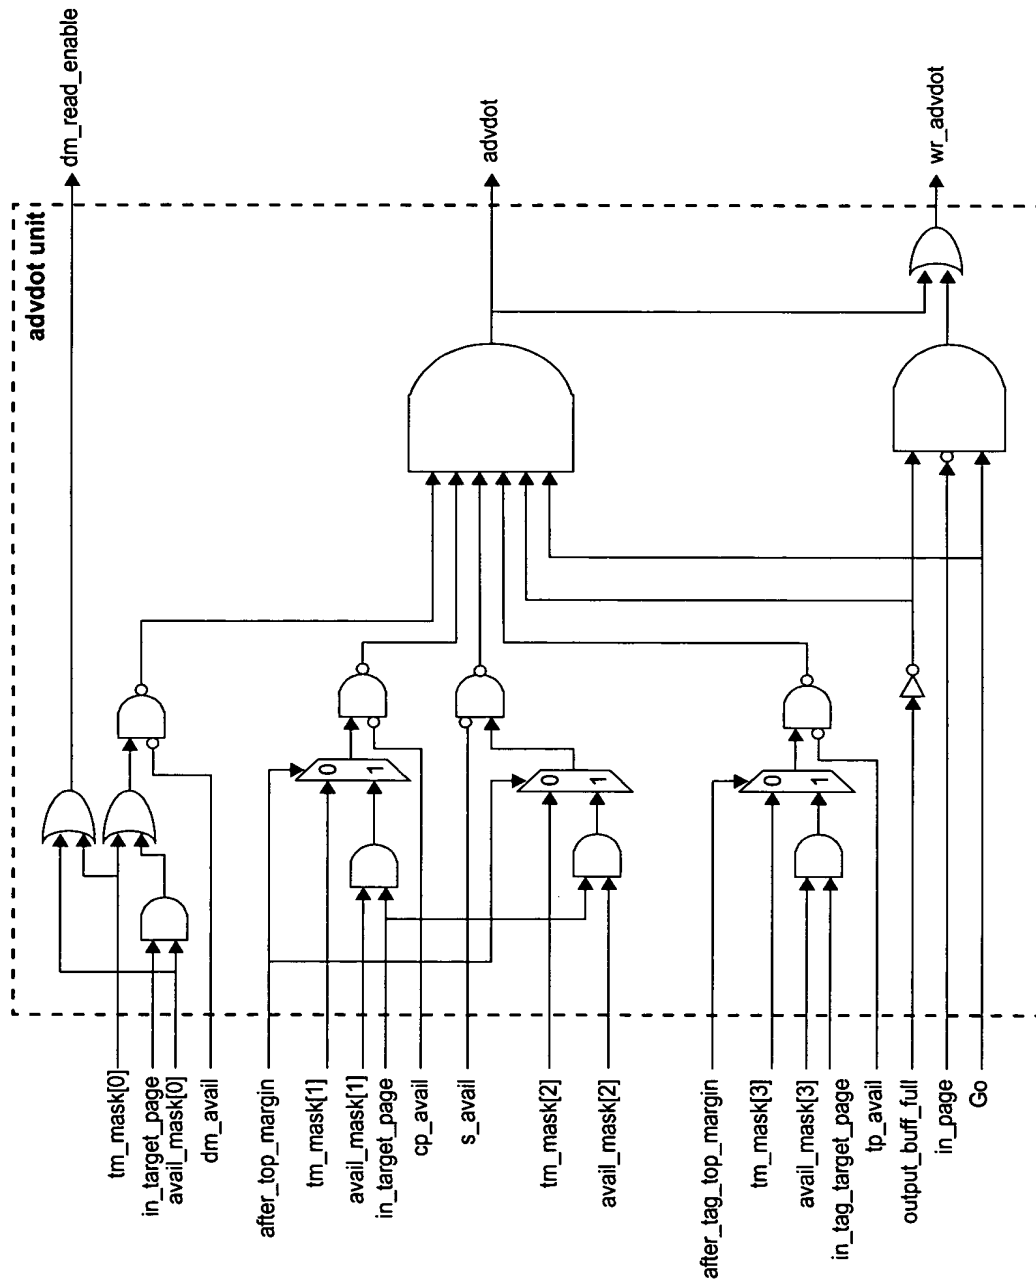 dm_read_enable
advdot
wr_advdot
advdot unit
0
1
0
1
0
1
tm_mask[0]
in_target_page
avail_mask[0]
dm_avail
after_top_margin
tm_mask[1]
avail_mask[1]
in_target_page
cp_avail
s_avail
tm_mask[2]
avail_mask[2]
after_tag_top_margin
tm_mask[3]
avail_mask[3]
in_tag_target_page
tp_avail
output_buff_full
in_page
Go